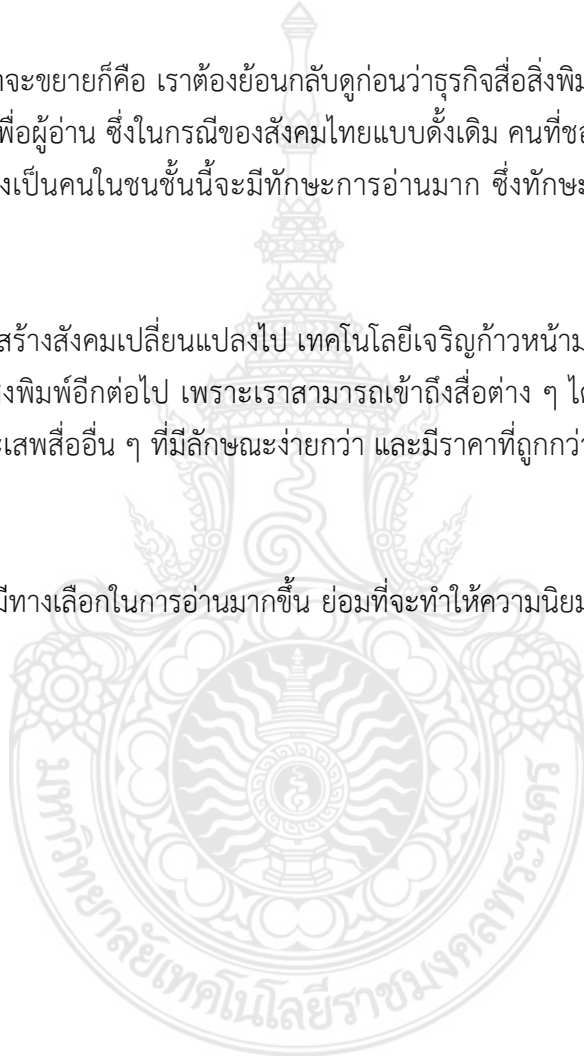 จะขยายก็คือ เราต้องย้อนกลับดูก่อนว่าธุรกิจสื่อสิ่งพิม
พื่อผู้อ่าน ซึ่งในกรณีของสังคมไทยแบบดั้งเดิม คนที่ช
งเป็นคนในชนชั้นนี้จะมีทักษะการอ่านมาก ซึ่งทักษะ
สร้างสังคมเปลี่ยนแปลงไป เทคโนโลยีเจริญก้าวหน้าม
งพิมพ์อีกต่อไป เพราะเราสามารถเข้าถึงสื่อต่าง ๆ ได
ะเสพสื่ออื่น ๆ ที่มีลักษณะง่ายกว่า และมีราคาที่ถูกกว่า
มีทางเลือกในการอ่านมากขึ้น ย่อมที่จะทำให้ความนิยม
มหาวิทยาลัยเทคโนโลยีราชมงคลพระนคร